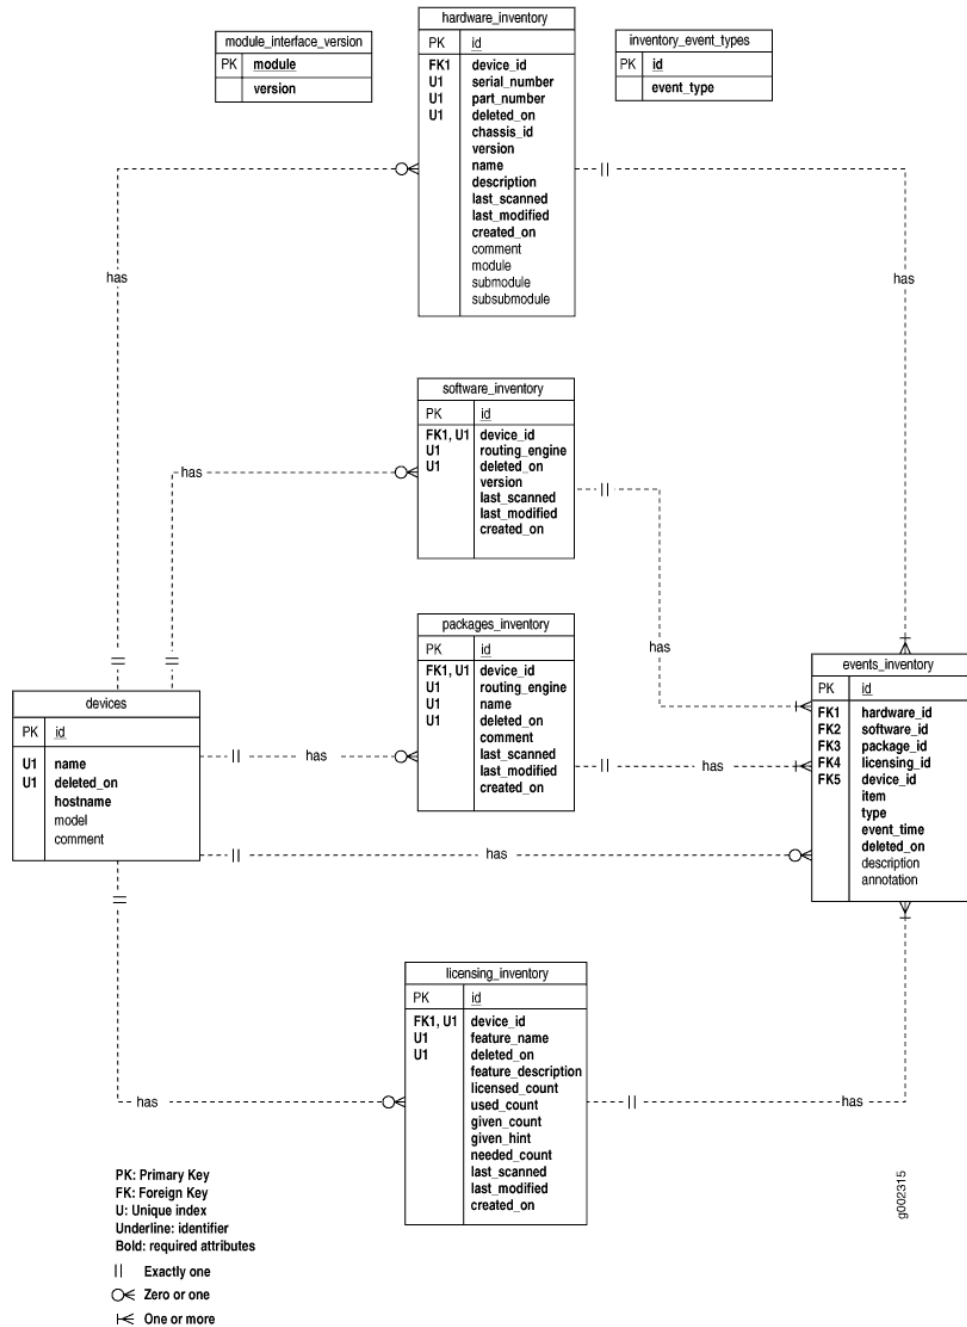 hardware_inventory
PK id
FK1 device_id
U1 serial_number
U1 part_number
U1 deleted_on
chassis_id
version
name
description
last_scanned
last_modified
created_on
comment
module
submodule
subsubmodule
module_interface_version
PK module
version
inventory_event_types
PK id
event_type
has
has
software_inventory
PK id
FK1, U1 device_id
U1 routing_engine
U1 deleted_on
version
last_scanned
last_modified
created_on
has
has
packages_inventory
PK id
FK1, U1 device_id
U1 routing_engine
U1 name
U1 deleted_on
comment
last_scanned
last_modified
created_on
devices
PK id
U1 name
U1 deleted_on
hostname
model
comment
has
has
has
events_inventory
PK id
FK1 hardware_id
FK2 software_id
FK3 package_id
FK4 licensing_id
FK5 device_id
item
type
event_time
deleted_on
description
annotation
licensing_inventory
PK id
FK1, U1 device_id
U1 feature_name
U1 deleted_on
feature_description
licensed_count
used_count
given_count
given_hint
needed_count
last_scanned
last_modified
created_on
has
has
PK: Primary Key
FK: Foreign Key
U: Unique index
Underline: identifier
Bold: required attributes
Exactly one
Zero or one
One or more
g002315